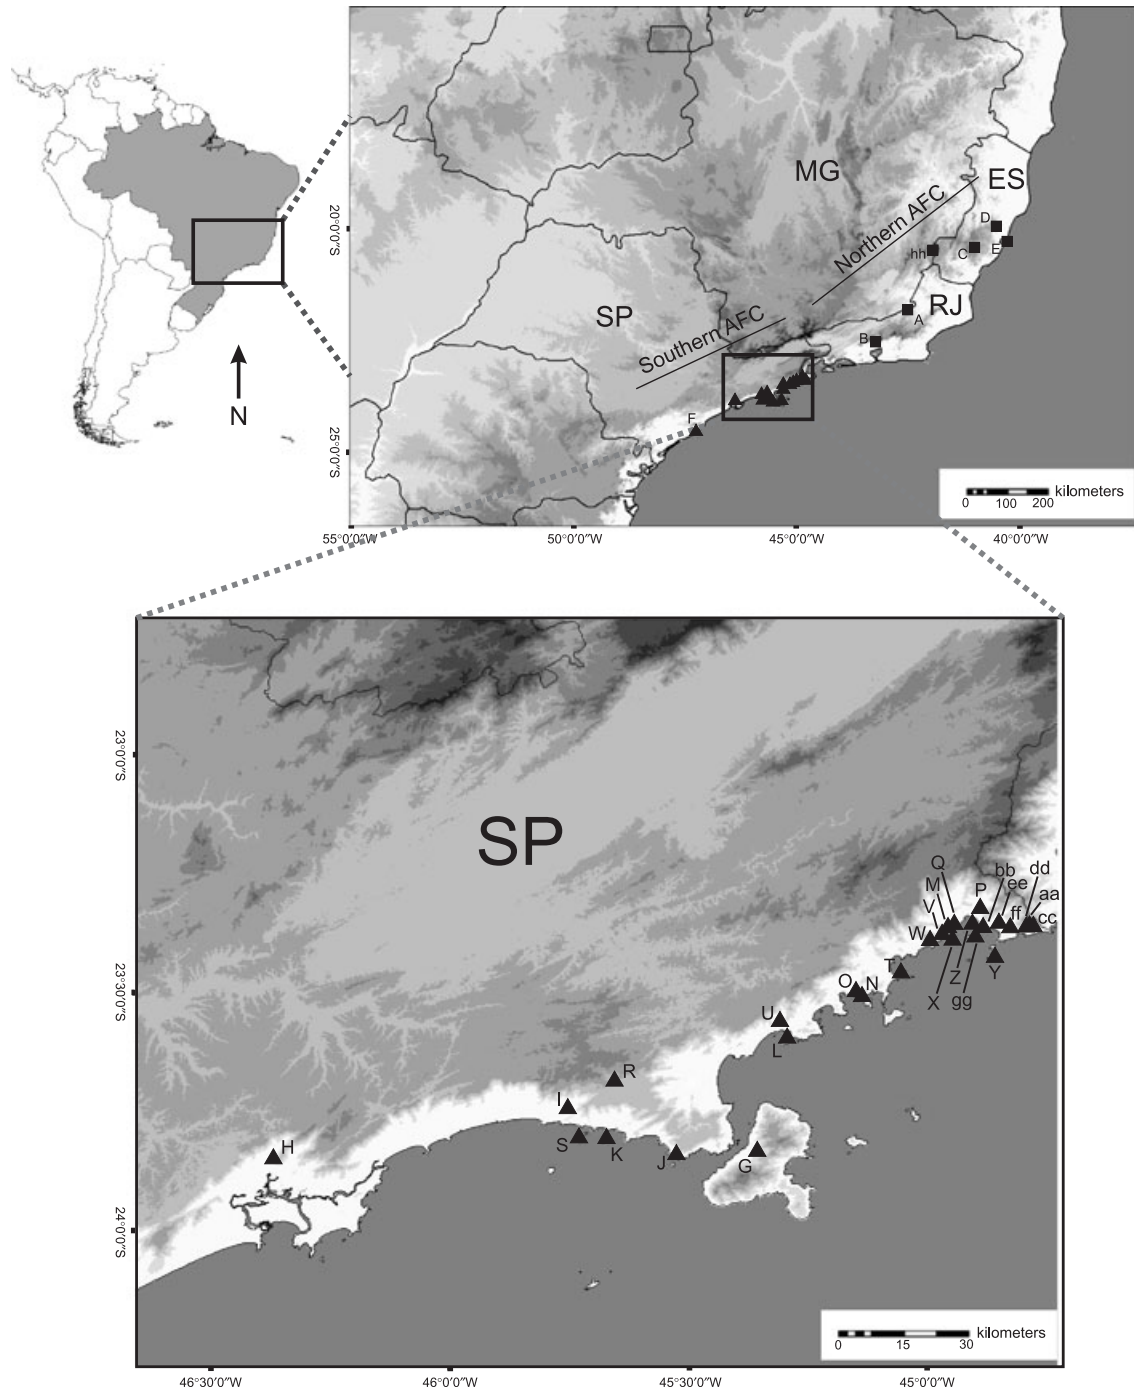 N
MG
ES
SP
RJ
Northern AFC
Southern AFC
D
E
C
hh
A
B
F
20°0'0"S
25°0'0"S
55°0'0"W
50°0'0"W
45°0'0"W
40°0'0"W
kilometers
0 100 200
SP
23°0'0"S
23°30'0"S
24°0'0"S
Q
M
V
W
P
bb
ee
dd
aa
ff
cc
X
Z
gg
Y
T
O
N
U
L
R
I
S
K
J
G
H
kilometers
0 15 30
46°30'0"W
46°0'0"W
45°30'0"W
45°0'0"W